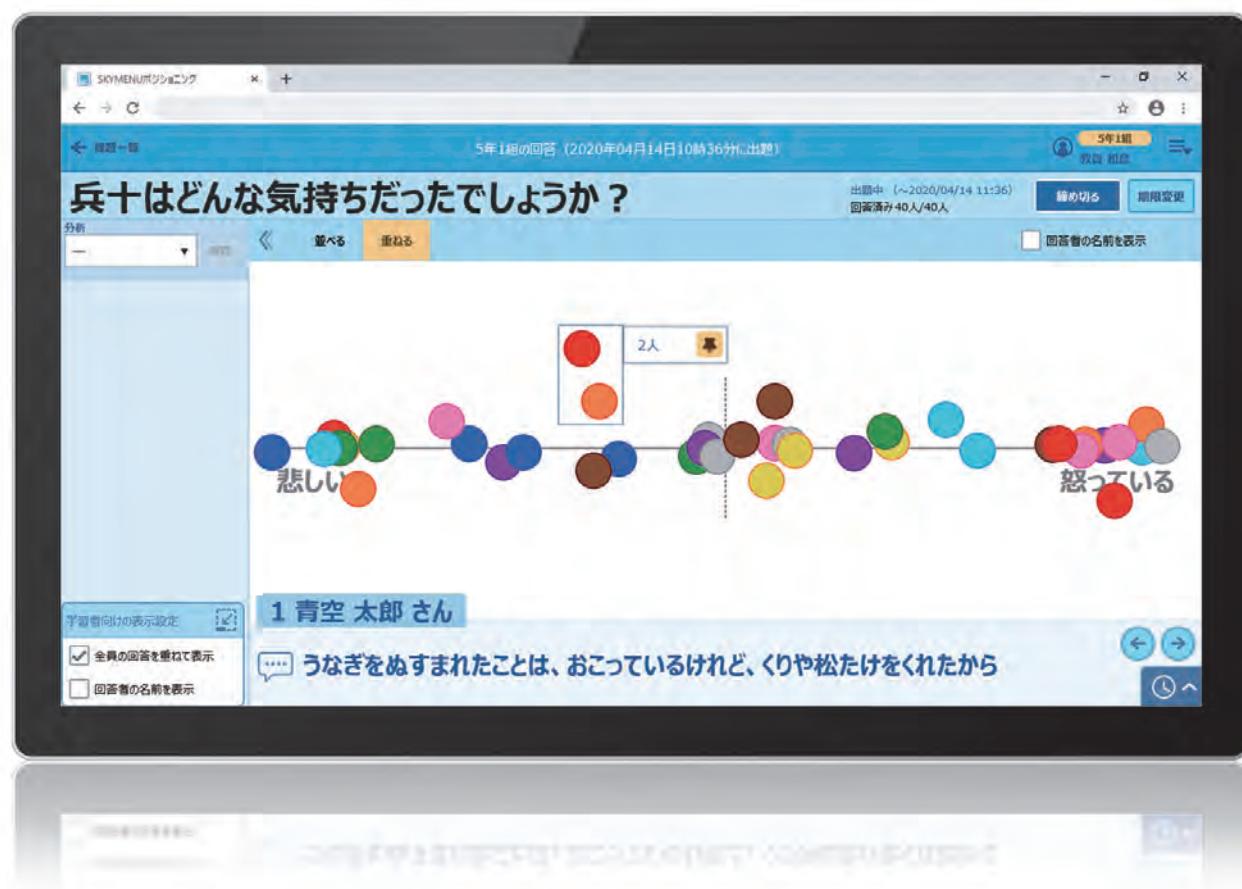 SKYMENUポジショニング
課題一覧
5年1組の回答（2020年04月14日10時36分に出題）
5年1組
敦賀 和彦
兵十はどんな気持ちだったでしょうか？
出題中（～2020/04/14 11:36）
回答済み 40人/40人
締め切る
期限変更
分析
並べる
重ねる
回答者の名前を表示
2人
悲しい
怒っている
1 青空 太郎 さん
うなぎをぬすまれたことは、おこっているけれど、くりや松たけをくれたから
学習者向けの表示設定
全員の回答を重ねて表示
回答者の名前を表示